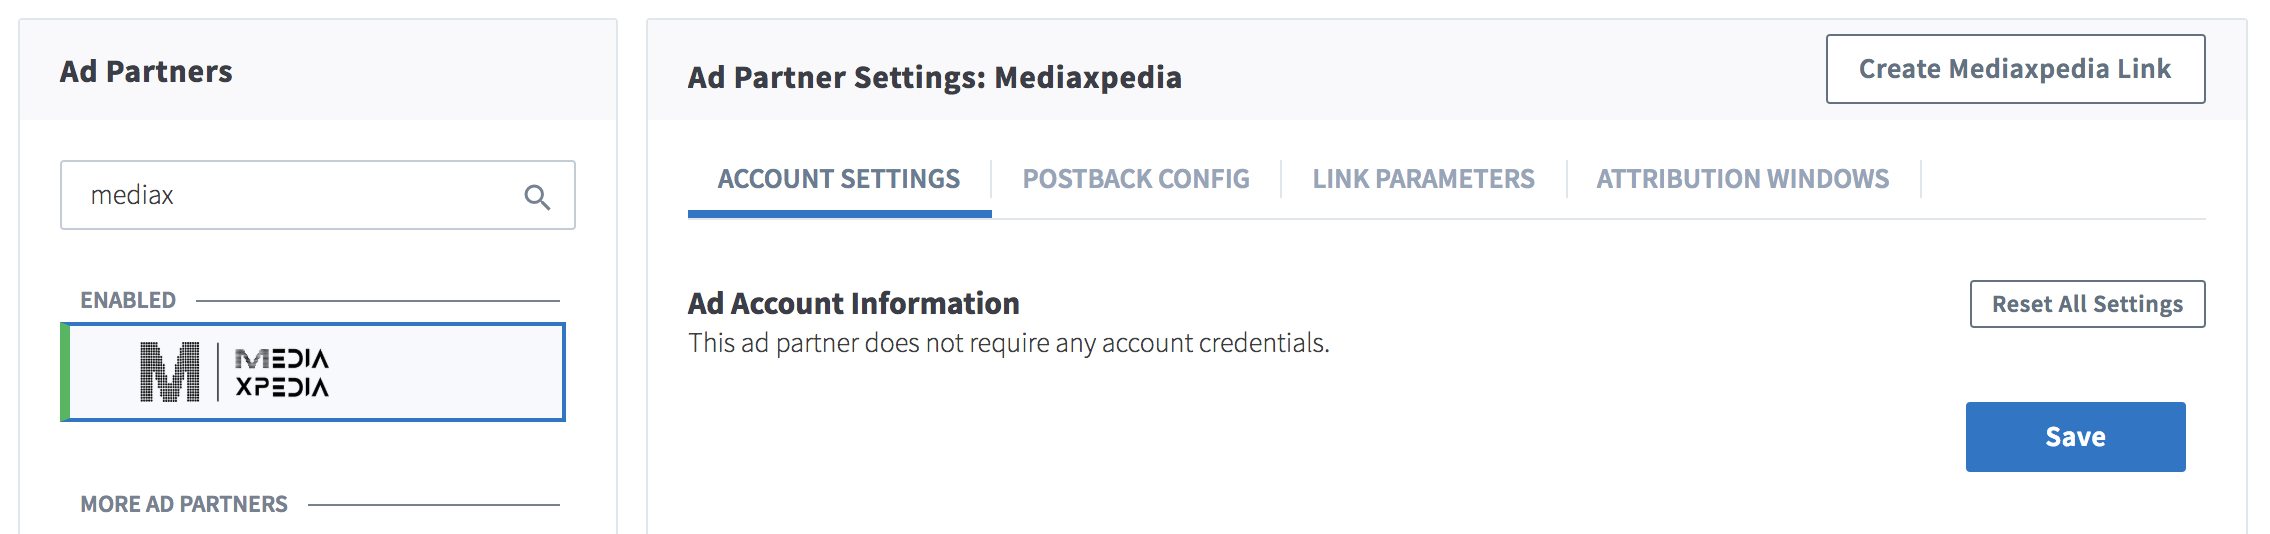 Ad Partners
mediax
ENABLED
M
MEDIA
XPEDIA
MORE AD PARTNERS
Ad Partner Settings: Mediaxpedia
Create Mediaxpedia Link
ACCOUNT SETTINGS
POSTBACK CONFIG
LINK PARAMETERS
ATTRIBUTION WINDOWS
Ad Account Information
Reset All Settings
This ad partner does not require any account credentials.
Save